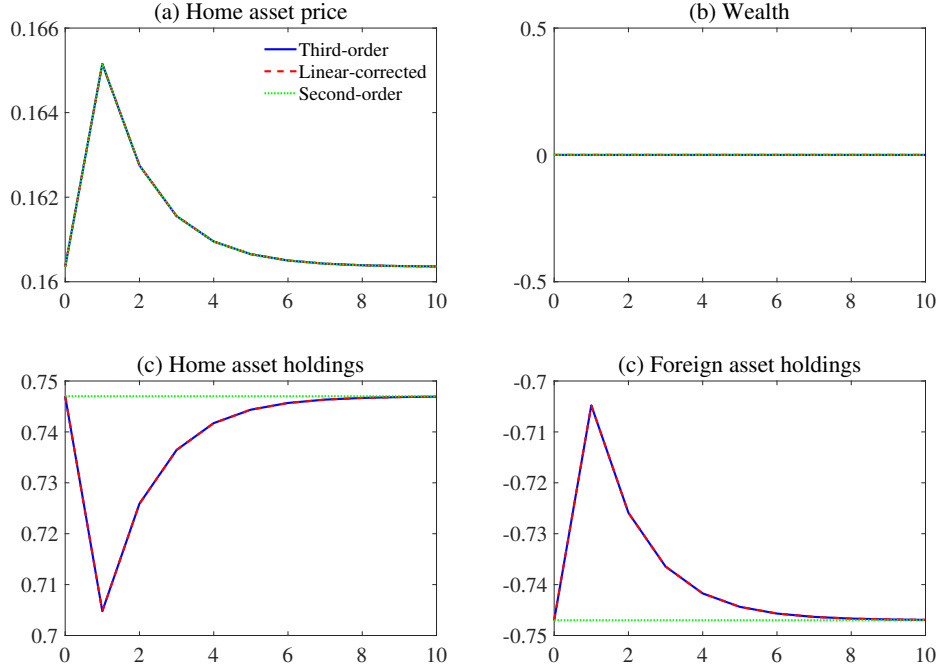 (a) Home asset price
0.166
0.164
0.162
0.16
0 2 4 6 8 10
Third-order
Linear-corrected
Second-order
(b) Wealth
0.5
0
-0.5
0 2 4 6 8 10
(c) Home asset holdings
0.75
0.74
0.73
0.72
0.71
0.7
0 2 4 6 8 10
(c) Foreign asset holdings
-0.7
-0.71
-0.72
-0.73
-0.74
-0.75
0 2 4 6 8 10